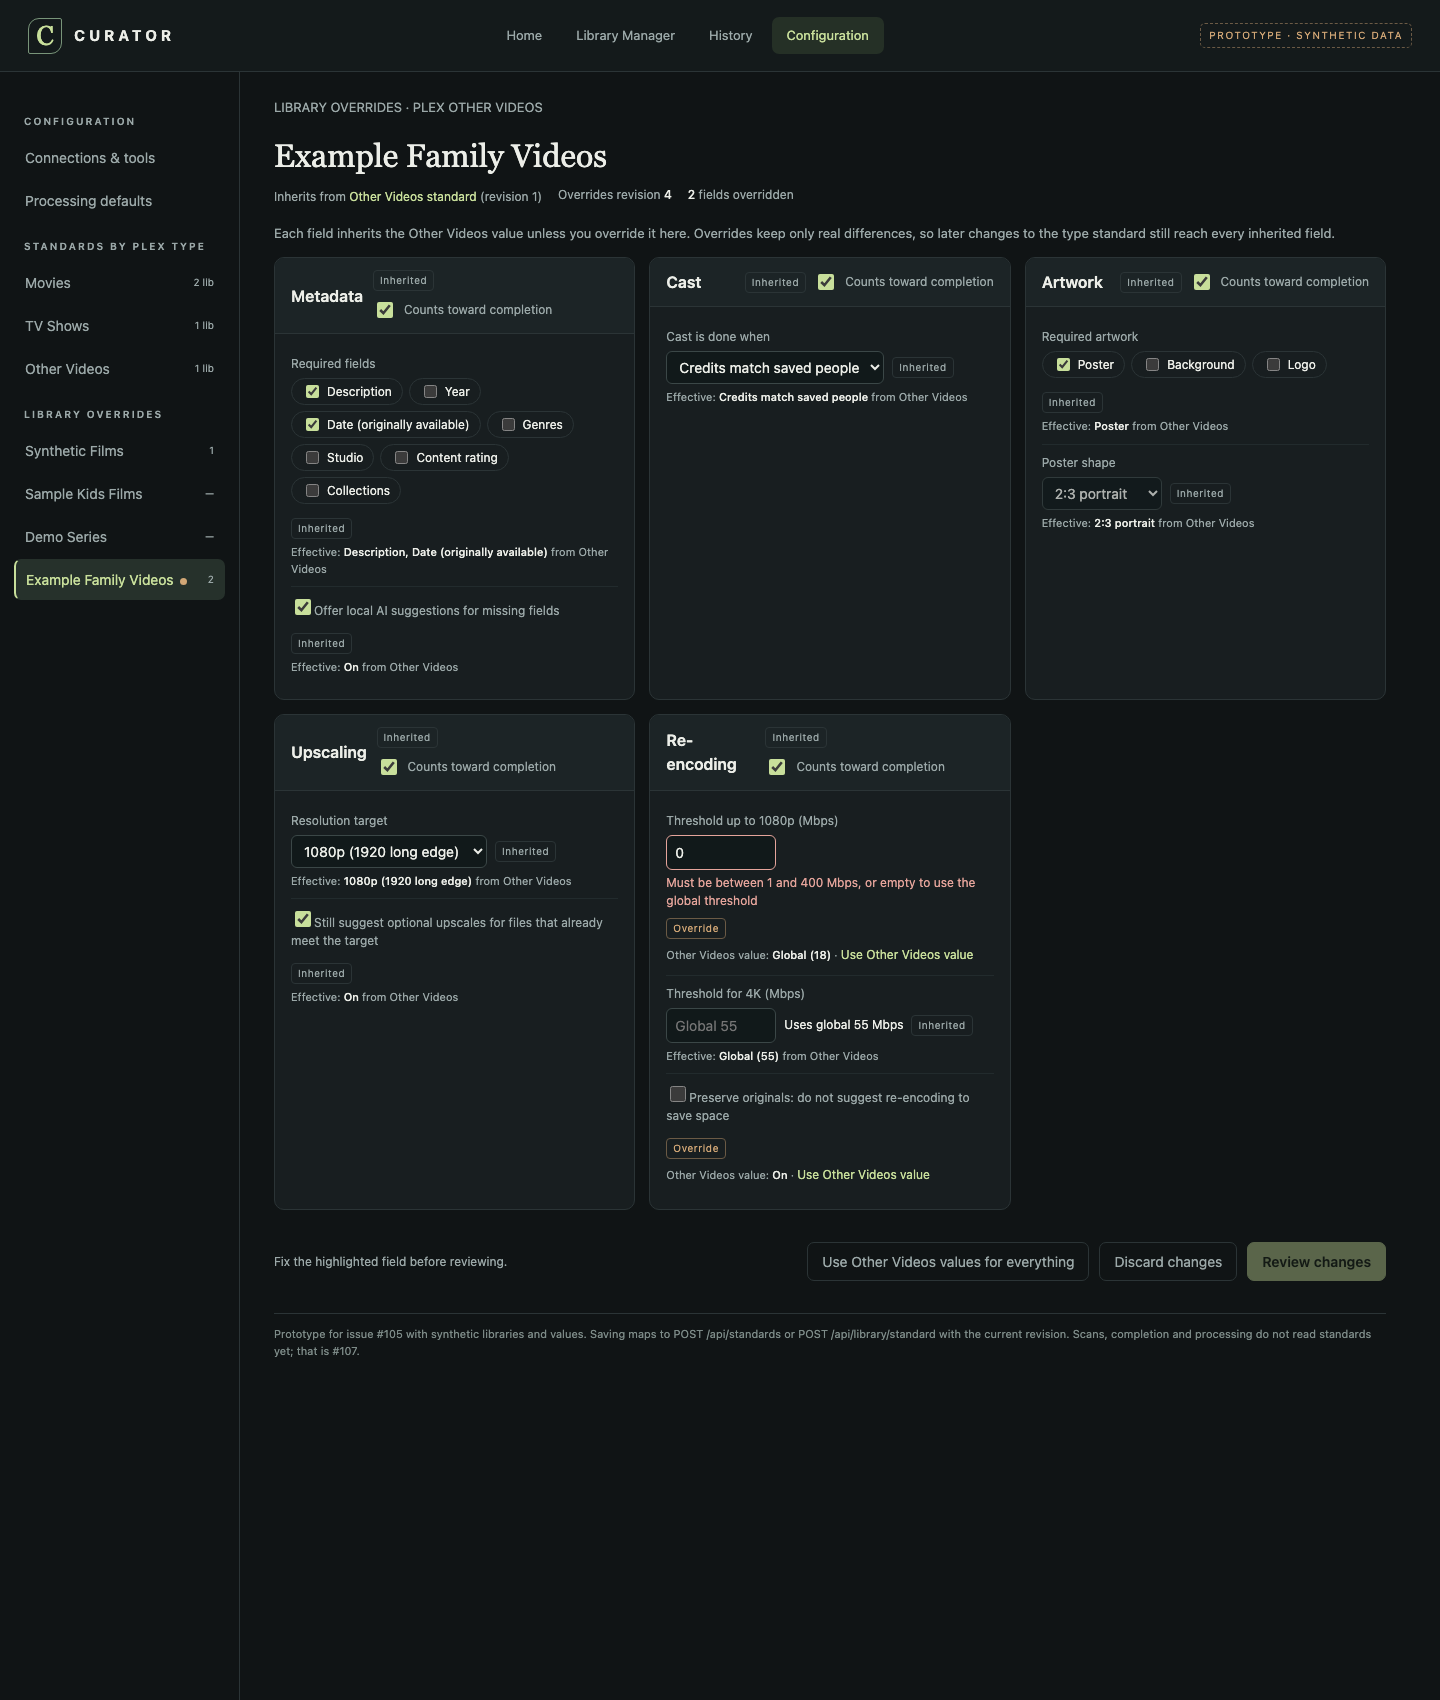 C CURATOR
Home
Library Manager
History
Configuration
PROTOTYPE · SYNTHETIC DATA
CONFIGURATION
Connections & tools
Processing defaults
STANDARDS BY PLEX TYPE
Movies 2 lib
TV Shows 1 lib
Other Videos 1 lib
LIBRARY OVERRIDES
Synthetic Films 1
Sample Kids Films –
Demo Series –
Example Family Videos 2
LIBRARY OVERRIDES · PLEX OTHER VIDEOS
Example Family Videos
Inherits from Other Videos standard (revision 1) Overrides revision 4 2 fields overridden
Each field inherits the Other Videos value unless you override it here. Overrides keep only real differences, so later changes to the type standard still reach every inherited field.
Metadata
Inherited
Counts toward completion
Required fields
Description
Year
Date (originally available)
Genres
Studio
Content rating
Collections
Inherited
Effective: Description, Date (originally available) from Other
Videos
Offer local AI suggestions for missing fields
Inherited
Effective: On from Other Videos
Cast
Inherited
Counts toward completion
Cast is done when
Credits match saved people
Inherited
Effective: Credits match saved people from Other Videos
Artwork
Inherited
Counts toward completion
Required artwork
Poster
Background
Logo
Inherited
Effective: Poster from Other Videos
Poster shape
2:3 portrait
Inherited
Effective: 2:3 portrait from Other Videos
Upscaling
Inherited
Counts toward completion
Resolution target
1080p (1920 long edge)
Inherited
Effective: 1080p (1920 long edge) from Other Videos
Still suggest optional upscales for files that already
meet the target
Inherited
Effective: On from Other Videos
Re-
encoding
Inherited
Counts toward completion
Threshold up to 1080p (Mbps)
0
Must be between 1 and 400 Mbps, or empty to use the
global threshold
Override
Other Videos value: Global (18) · Use Other Videos value
Threshold for 4K (Mbps)
Global 55
Uses global 55 Mbps
Inherited
Effective: Global (55) from Other Videos
Preserve originals: do not suggest re-encoding to
save space
Override
Other Videos value: On · Use Other Videos value
Fix the highlighted field before reviewing.
Use Other Videos values for everything
Discard changes
Review changes
Prototype for issue #105 with synthetic libraries and values. Saving maps to POST /api/standards or POST /api/library/standard with the current revision. Scans, completion and processing do not read standards
yet; that is #107.